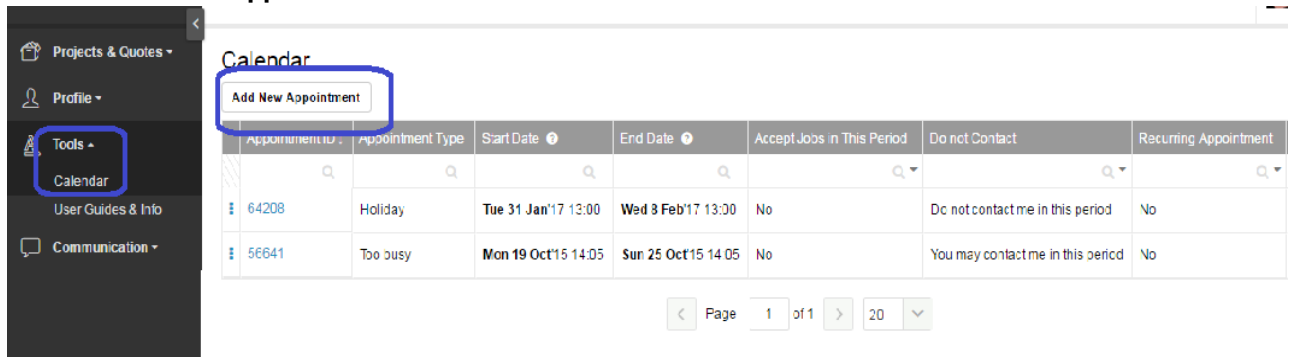 Projects & Quotes
Profile
Tools
Calendar
User Guides & Info
Communication
Calendar
Add New Appointment
Appointment ID Appointment Type Start Date End Date Accept Jobs in This Period Do not Contact Recurring Appointment
64208 Holiday Tue 31 Jan'17 13:00 Wed 8 Feb'17 13:00 No Do not contact me in this period No
56641 Too busy Mon 19 Oct'15 14:05 Sun 25 Oct'15 14:05 No You may contact me in this period No
< Page 1 of 1 > 20